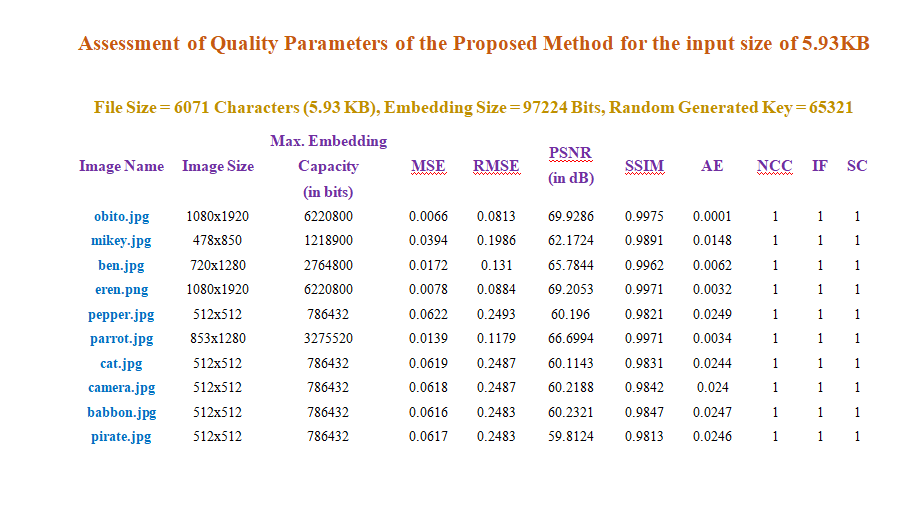 Assessment of Quality Parameters of the Proposed Method for the input size of 5.93KB
File Size = 6071 Characters (5.93 KB), Embedding Size = 97224 Bits, Random Generated Key = 65321
Image Name Image Size Max. Embedding Capacity (in bits) MSE RMSE PSNR (in dB) SSIM AE NCC IF SC
obito.jpg 1080x1920 6220800 0.0066 0.0813 69.9286 0.9975 0.0001 1 1 1
mikey.jpg 478x850 1218900 0.0394 0.1986 62.1724 0.9891 0.0148 1 1 1
ben.jpg 720x1280 2764800 0.0172 0.131 65.7844 0.9962 0.0062 1 1 1
eren.png 1080x1920 6220800 0.0078 0.0884 69.2053 0.9971 0.0032 1 1 1
pepper.jpg 512x512 786432 0.0622 0.2493 60.196 0.9821 0.0249 1 1 1
parrot.jpg 853x1280 3275520 0.0139 0.1179 66.6994 0.9971 0.0034 1 1 1
cat.jpg 512x512 786432 0.0619 0.2487 60.1143 0.9831 0.0244 1 1 1
camera.jpg 512x512 786432 0.0618 0.2487 60.2188 0.9842 0.024 1 1 1
babbon.jpg 512x512 786432 0.0616 0.2483 60.2321 0.9847 0.0247 1 1 1
pirate.jpg 512x512 786432 0.0617 0.2483 59.8124 0.9813 0.0246 1 1 1